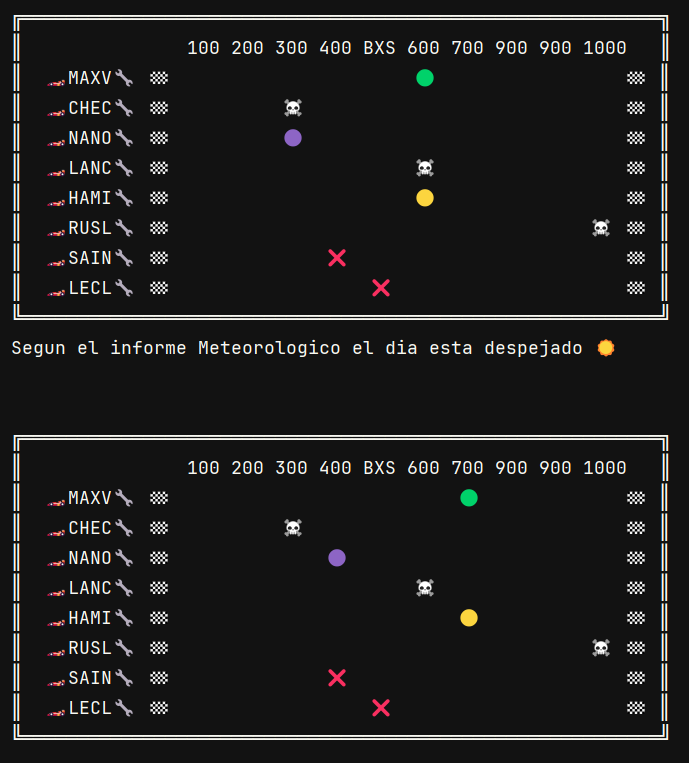 100 200 300 400 BXS 600 700 900 900 1000
MAXV
CHEC
NANO
LANC
HAMI
RUSL
SAIN
LECL
Segun el informe Meteorologico el dia esta despejado
100 200 300 400 BXS 600 700 900 900 1000
MAXV
CHEC
NANO
LANC
HAMI
RUSL
SAIN
LECL